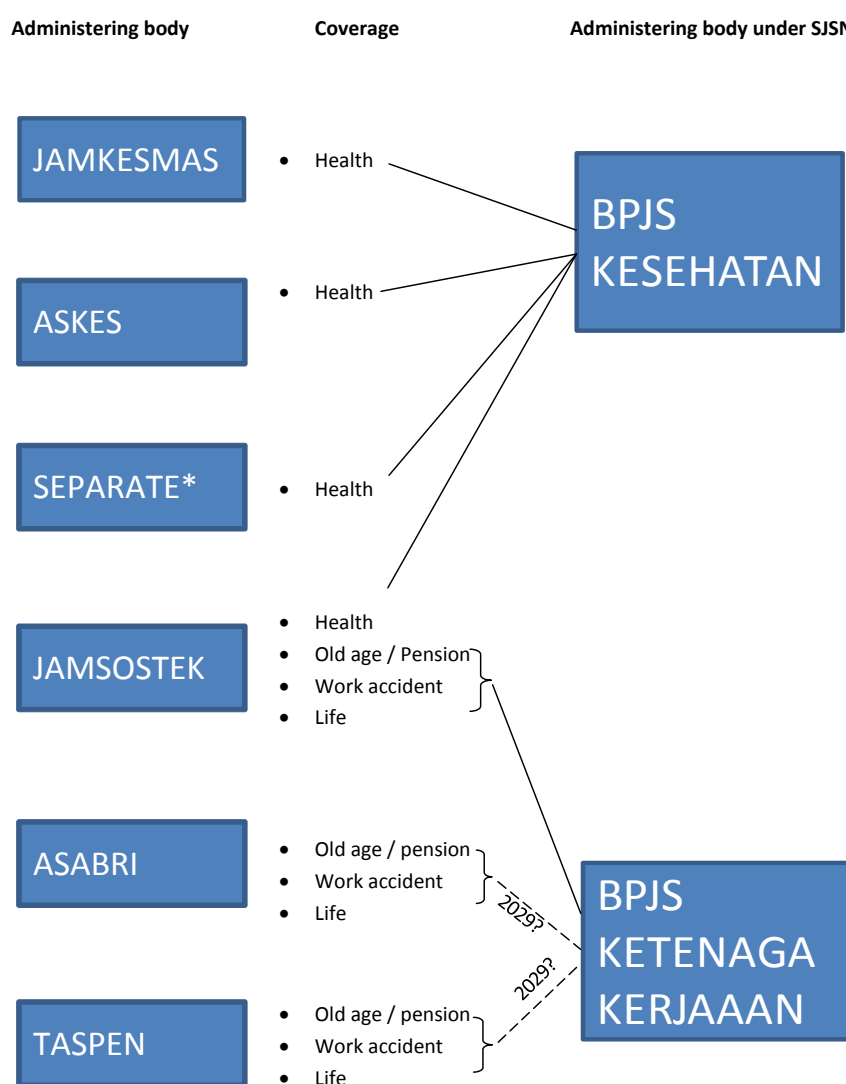 Administering body Coverage Administering body under SJSN
JAMKESMAS
• Health
BPJS
KESEHATAN
ASKES
• Health
SEPARATE*
• Health
JAMSOSTEK
• Health
• Old age / Pension
• Work accident
• Life
ASABRI
• Old age / pension
• Work accident
• Life
2029?
BPJS
KETENAGA
KERJAAAN
2029?
TASPEN
• Old age / pension
• Work accident
• Life